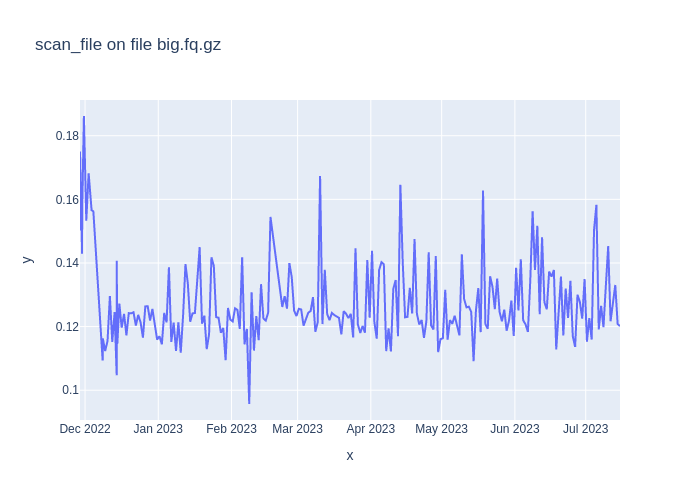 scan_file on file big.fq.gz
0.18
0.16
0.14
0.12
0.1
y
Dec 2022 Jan 2023 Feb 2023 Mar 2023 Apr 2023 May 2023 Jun 2023 Jul 2023
x